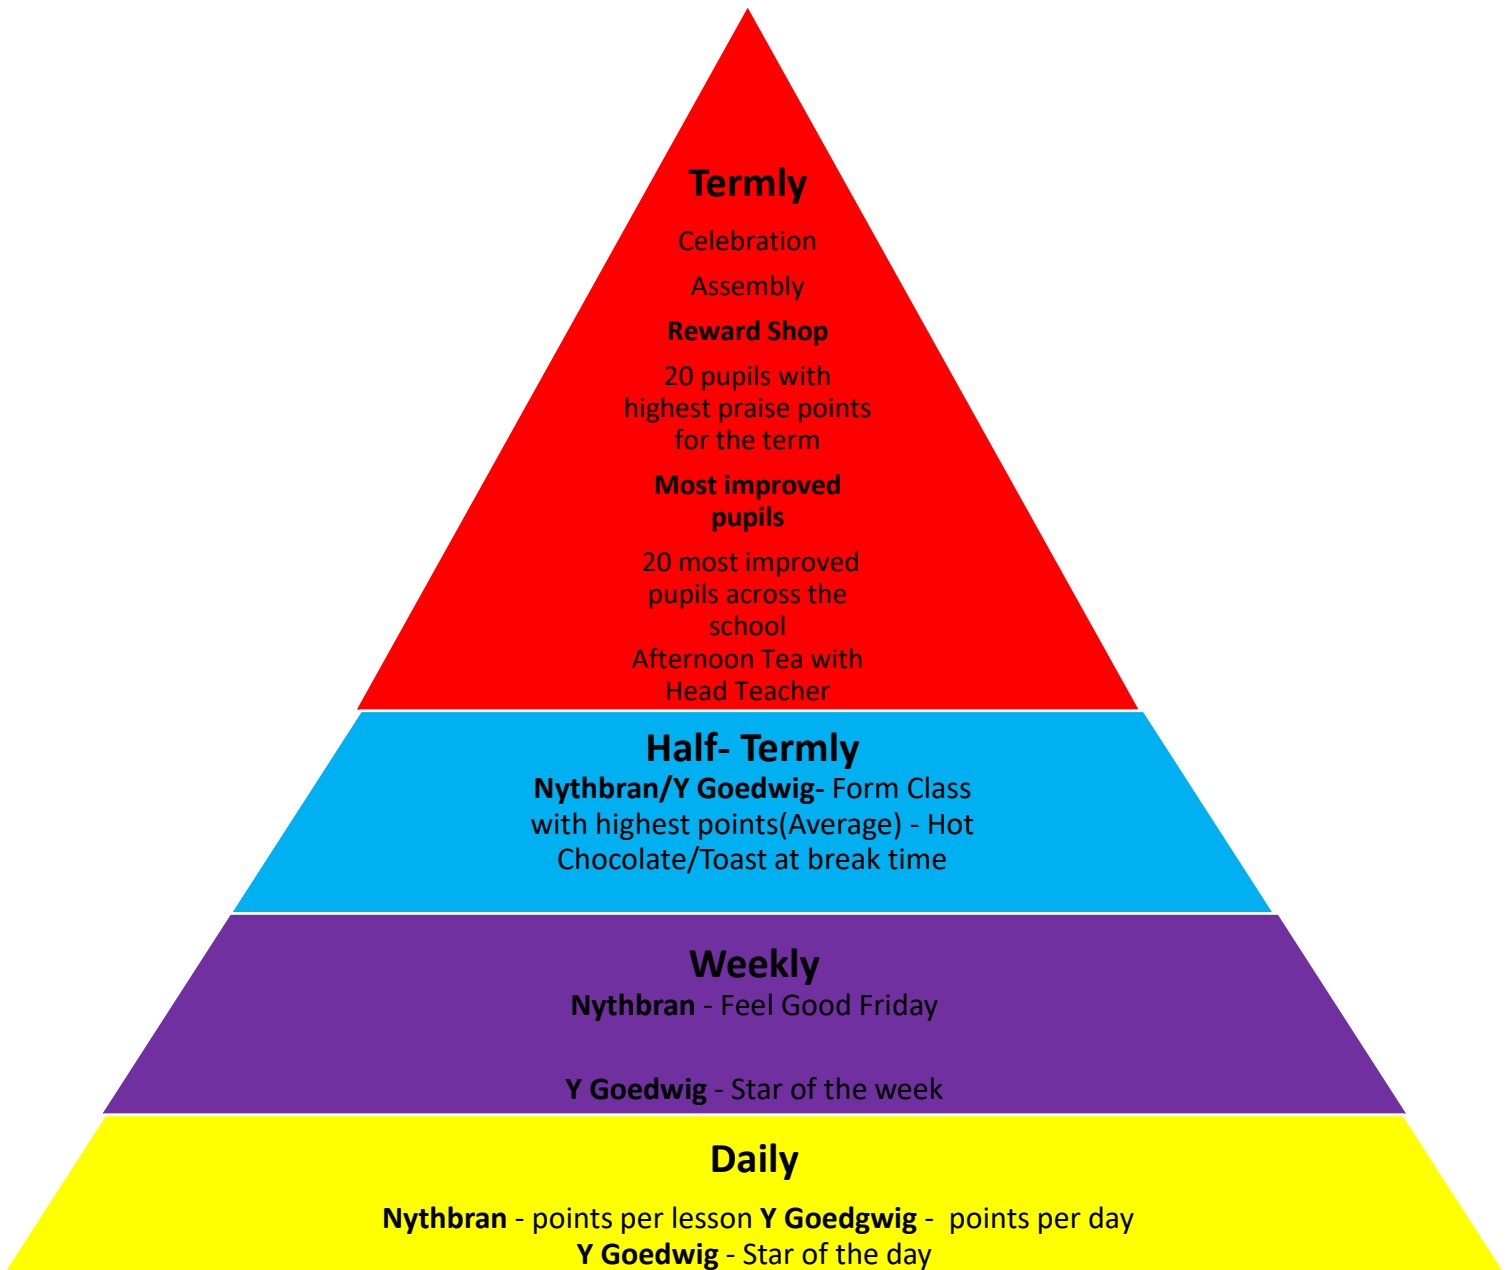 Termly
Celebration
Assembly
Reward Shop
20 pupils with
highest praise points
for the term
Most improved
pupils
20 most improved
pupils across the
school
Afternoon Tea with
Head Teacher
Half- Termly
Nythbran/Y Goedwig- Form Class
with highest points(Average) - Hot
Chocolate/Toast at break time
Weekly
Nythbran - Feel Good Friday
Y Goedwig - Star of the week
Daily
Nythbran - points per lesson Y Goedgwig -  points per day
Y Goedwig - Star of the day